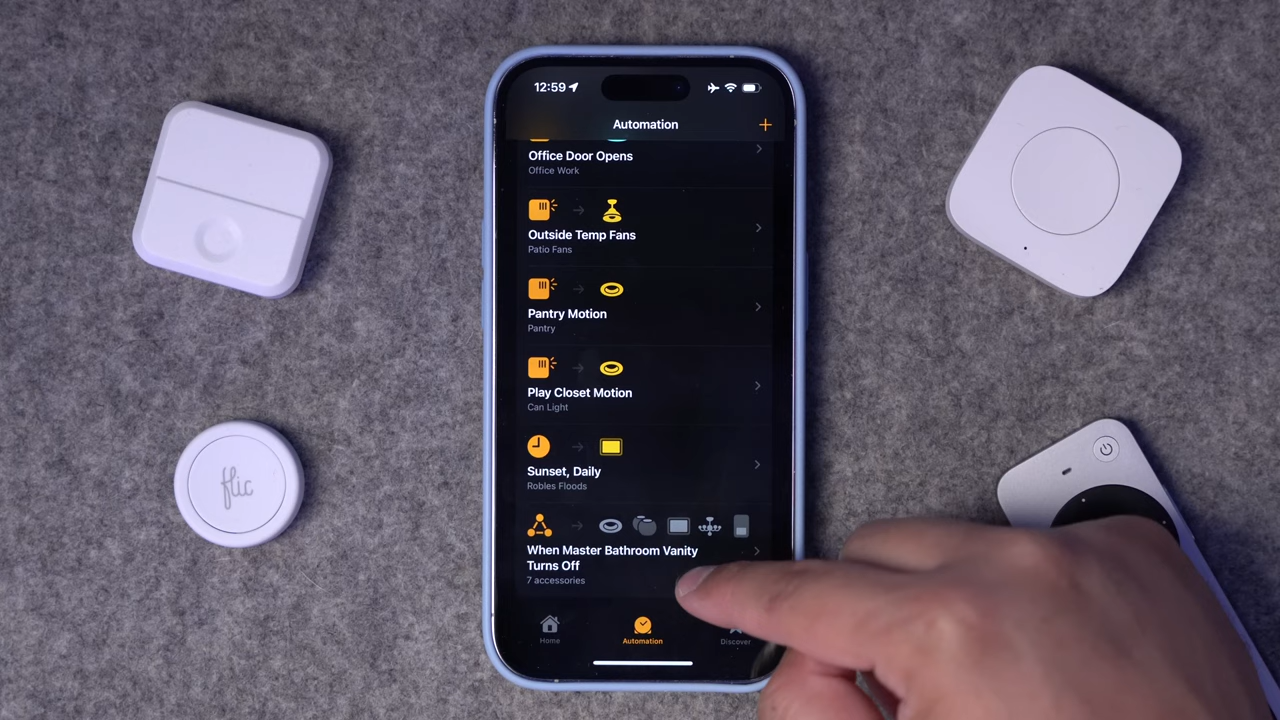 12:59
Automation
+
Office Door Opens
Office Work
Outside Temp Fans
Patio Fans
Pantry Motion
Pantry
Play Closet Motion
Can Light
Sunset, Daily
Robles Floods
When Master Bathroom Vanity
Turns Off
7 accessories
Home
Automation
Discover
flic